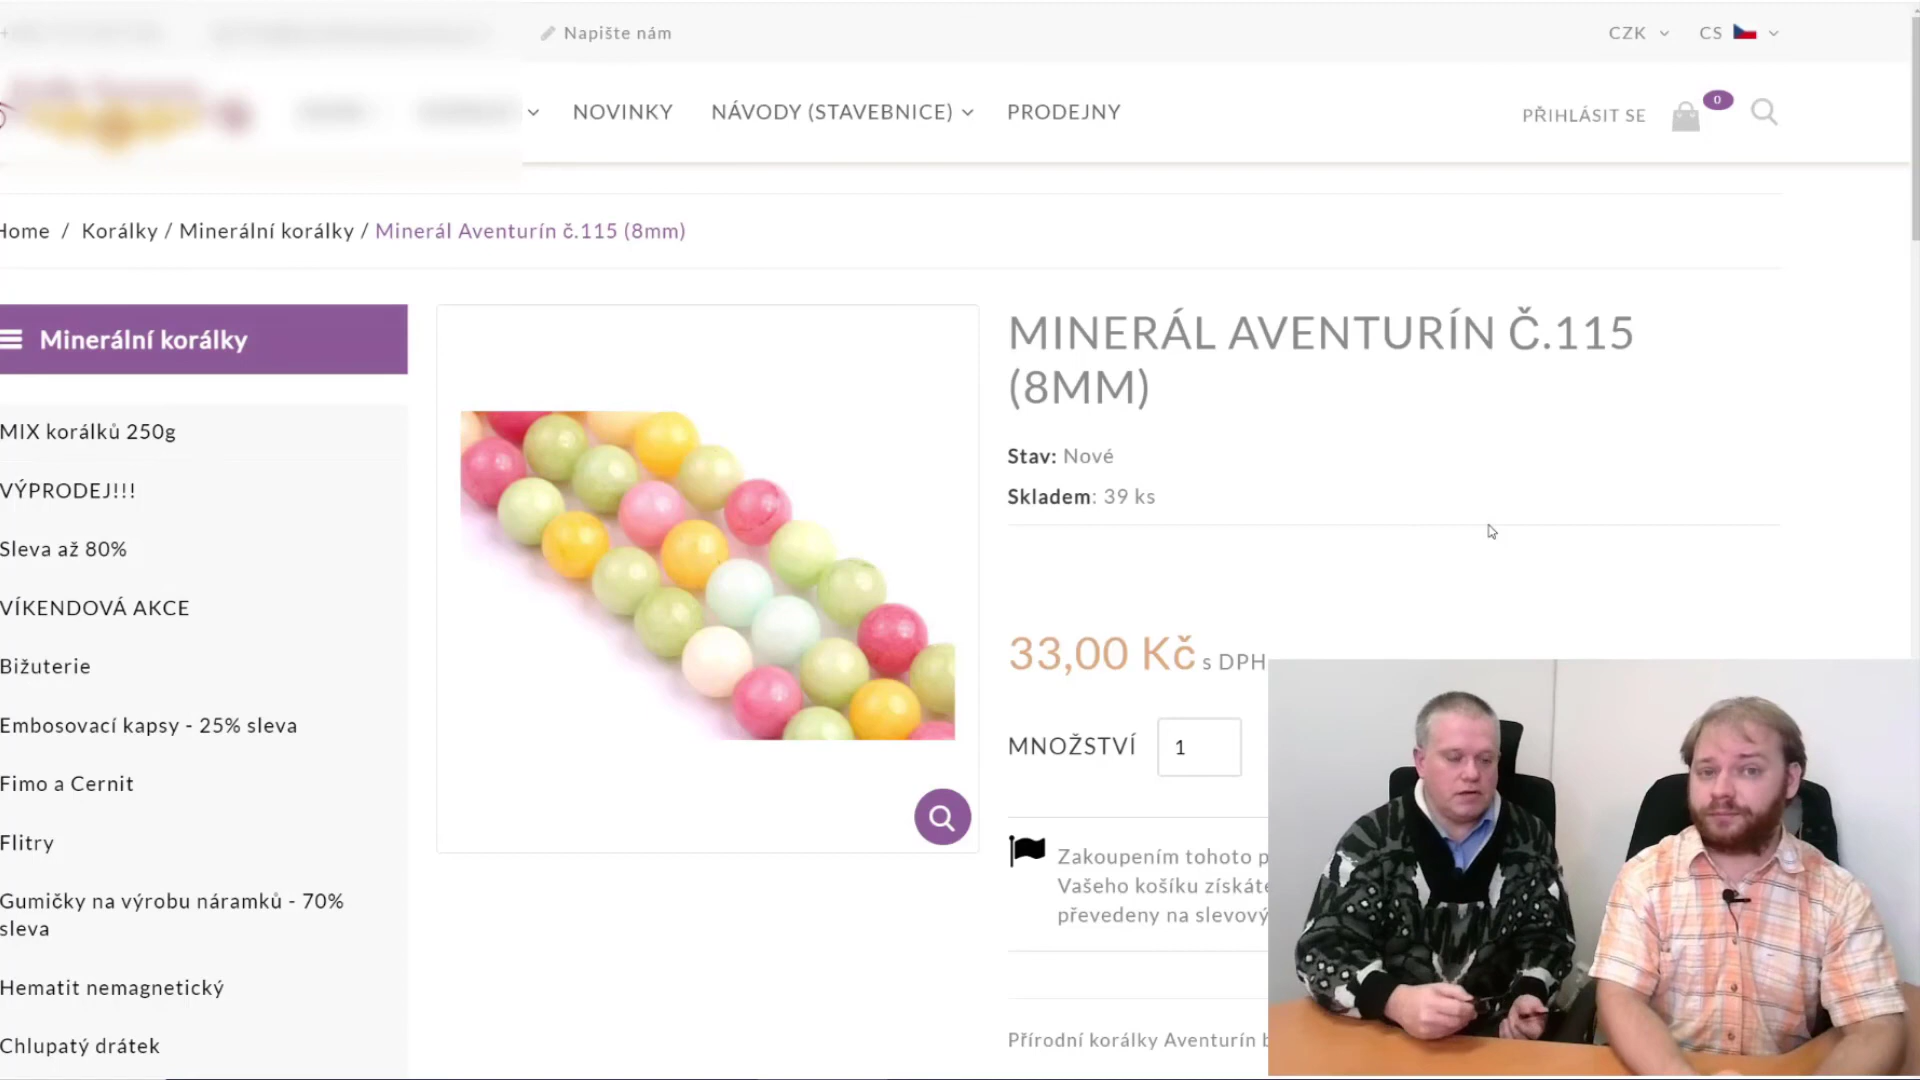 Napište nám
CZK
CS
NOVINKY
NÁVODY (STAVEBNICE)
PRODEJNY
PŘIHLÁSIT SE
0
Home / Korálky / Minerální korálky / Minerál Aventurín č.115 (8mm)
Minerální korálky
MIX korálků 250g
VÝPRODEJ!!!
Sleva až 80%
VÍKENDOVÁ AKCE
Bižuterie
Embosovací kapsy - 25% sleva
Fimo a Cernit
Flitry
Gumičky na výrobu náramků - 70%
sleva
Hematit nemagnetický
Chlupatý drátek
MINERÁL AVENTURÍN Č.115
(8MM)
Stav: Nové
Skladem: 39 ks
33,00 Kč s DPH
MNOŽSTVÍ 1
Zakoupením tohoto
Vašeho košíku získáte
převedeny na slevový
Přírodní korálky Aventurín